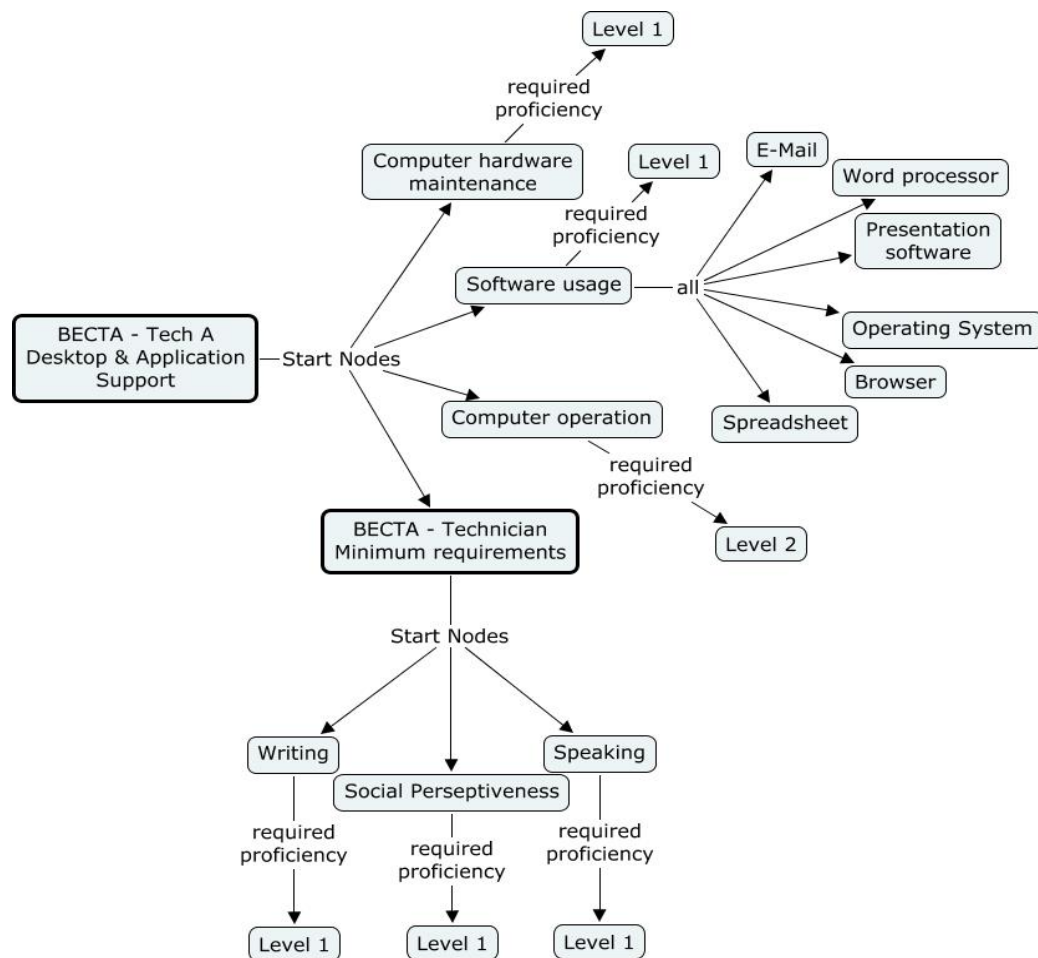 Level 1
required
proficiency
Computer hardware
maintenance
Level 1
required
proficiency
E-Mail
Word processor
Presentation
software
Software usage
all
Operating System
Browser
Spreadsheet
BECTA - Tech A
Desktop & Application
Support
Start Nodes
Computer operation
required
proficiency
Level 2
BECTA - Technician
Minimum requirements
Start Nodes
Writing
Social Perseptiveness
Speaking
required
proficiency
required
proficiency
required
proficiency
Level 1
Level 1
Level 1